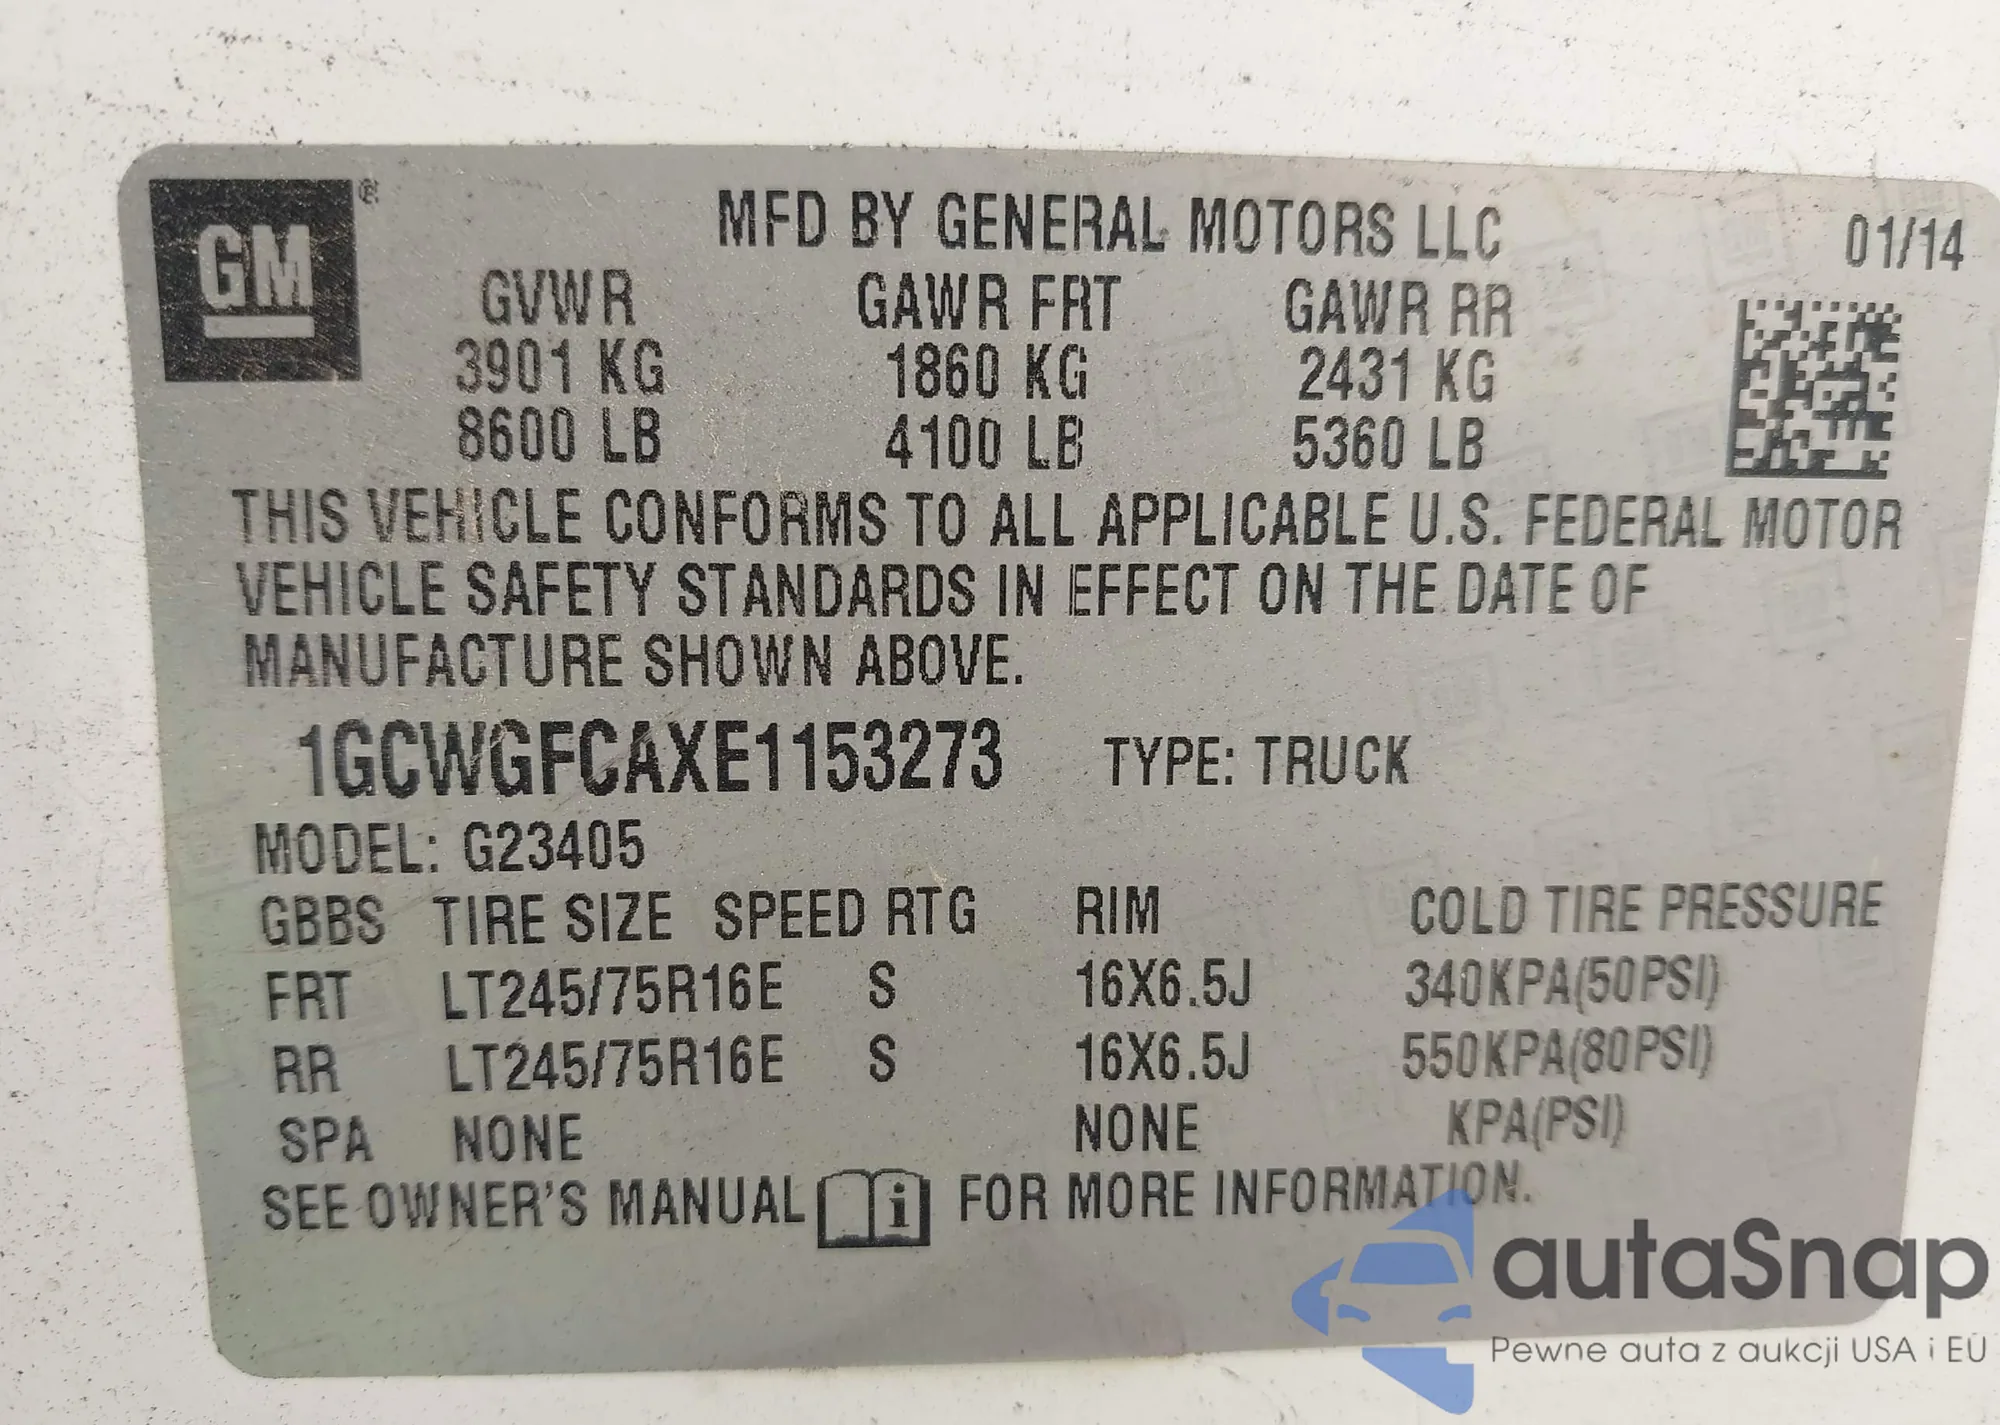 GM ®
MFD BY GENERAL MOTORS LLC 01/14
GVWR GAWR FRT GAWR RR
3901 KG 1860 KG 2431 KG
8600 LB 4100 LB 5360 LB
THIS VEHICLE CONFORMS TO ALL APPLICABLE U.S. FEDERAL MOTOR
VEHICLE SAFETY STANDARDS IN EFFECT ON THE DATE OF
MANUFACTURE SHOWN ABOVE.
1GCWGFCAXE1153273 TYPE: TRUCK
MODEL: G23405
GBBS TIRE SIZE SPEED RTG RIM COLD TIRE PRESSURE
FRT LT245/75R16E S 16X6.5J 340KPA(50PSI)
RR LT245/75R16E S 16X6.5J 550KPA(80PSI)
SPA NONE NONE KPA(PSI)
SEE OWNER'S MANUAL i FOR MORE INFORMATION.
autaSnap
Pewne auta z aukcji USA i EU